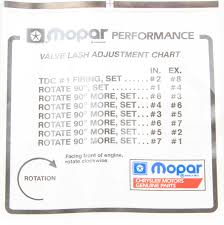 mopar PERFORMANCE
VALVE LASH ADJUSTMENT CHART
IN. EX.
TDC #1 FIRING, SET ... #2 #8
ROTATE 90°, SET ... #1 #4
ROTATE 90° MORE, SET... #8 #3
ROTATE 90° MORE, SET... #4 #6
ROTATE 90° MORE, SET... #3 #5
ROTATE 90° MORE, SET... #6 #7
ROTATE 90° MORE, SET... #5 #2
ROTATE 90° MORE, SET... #7 #1
Facing front of engine,
rotate clockwise.
ROTATION
mopar
CHRYSLER MOTORS
GENUINE PARTS